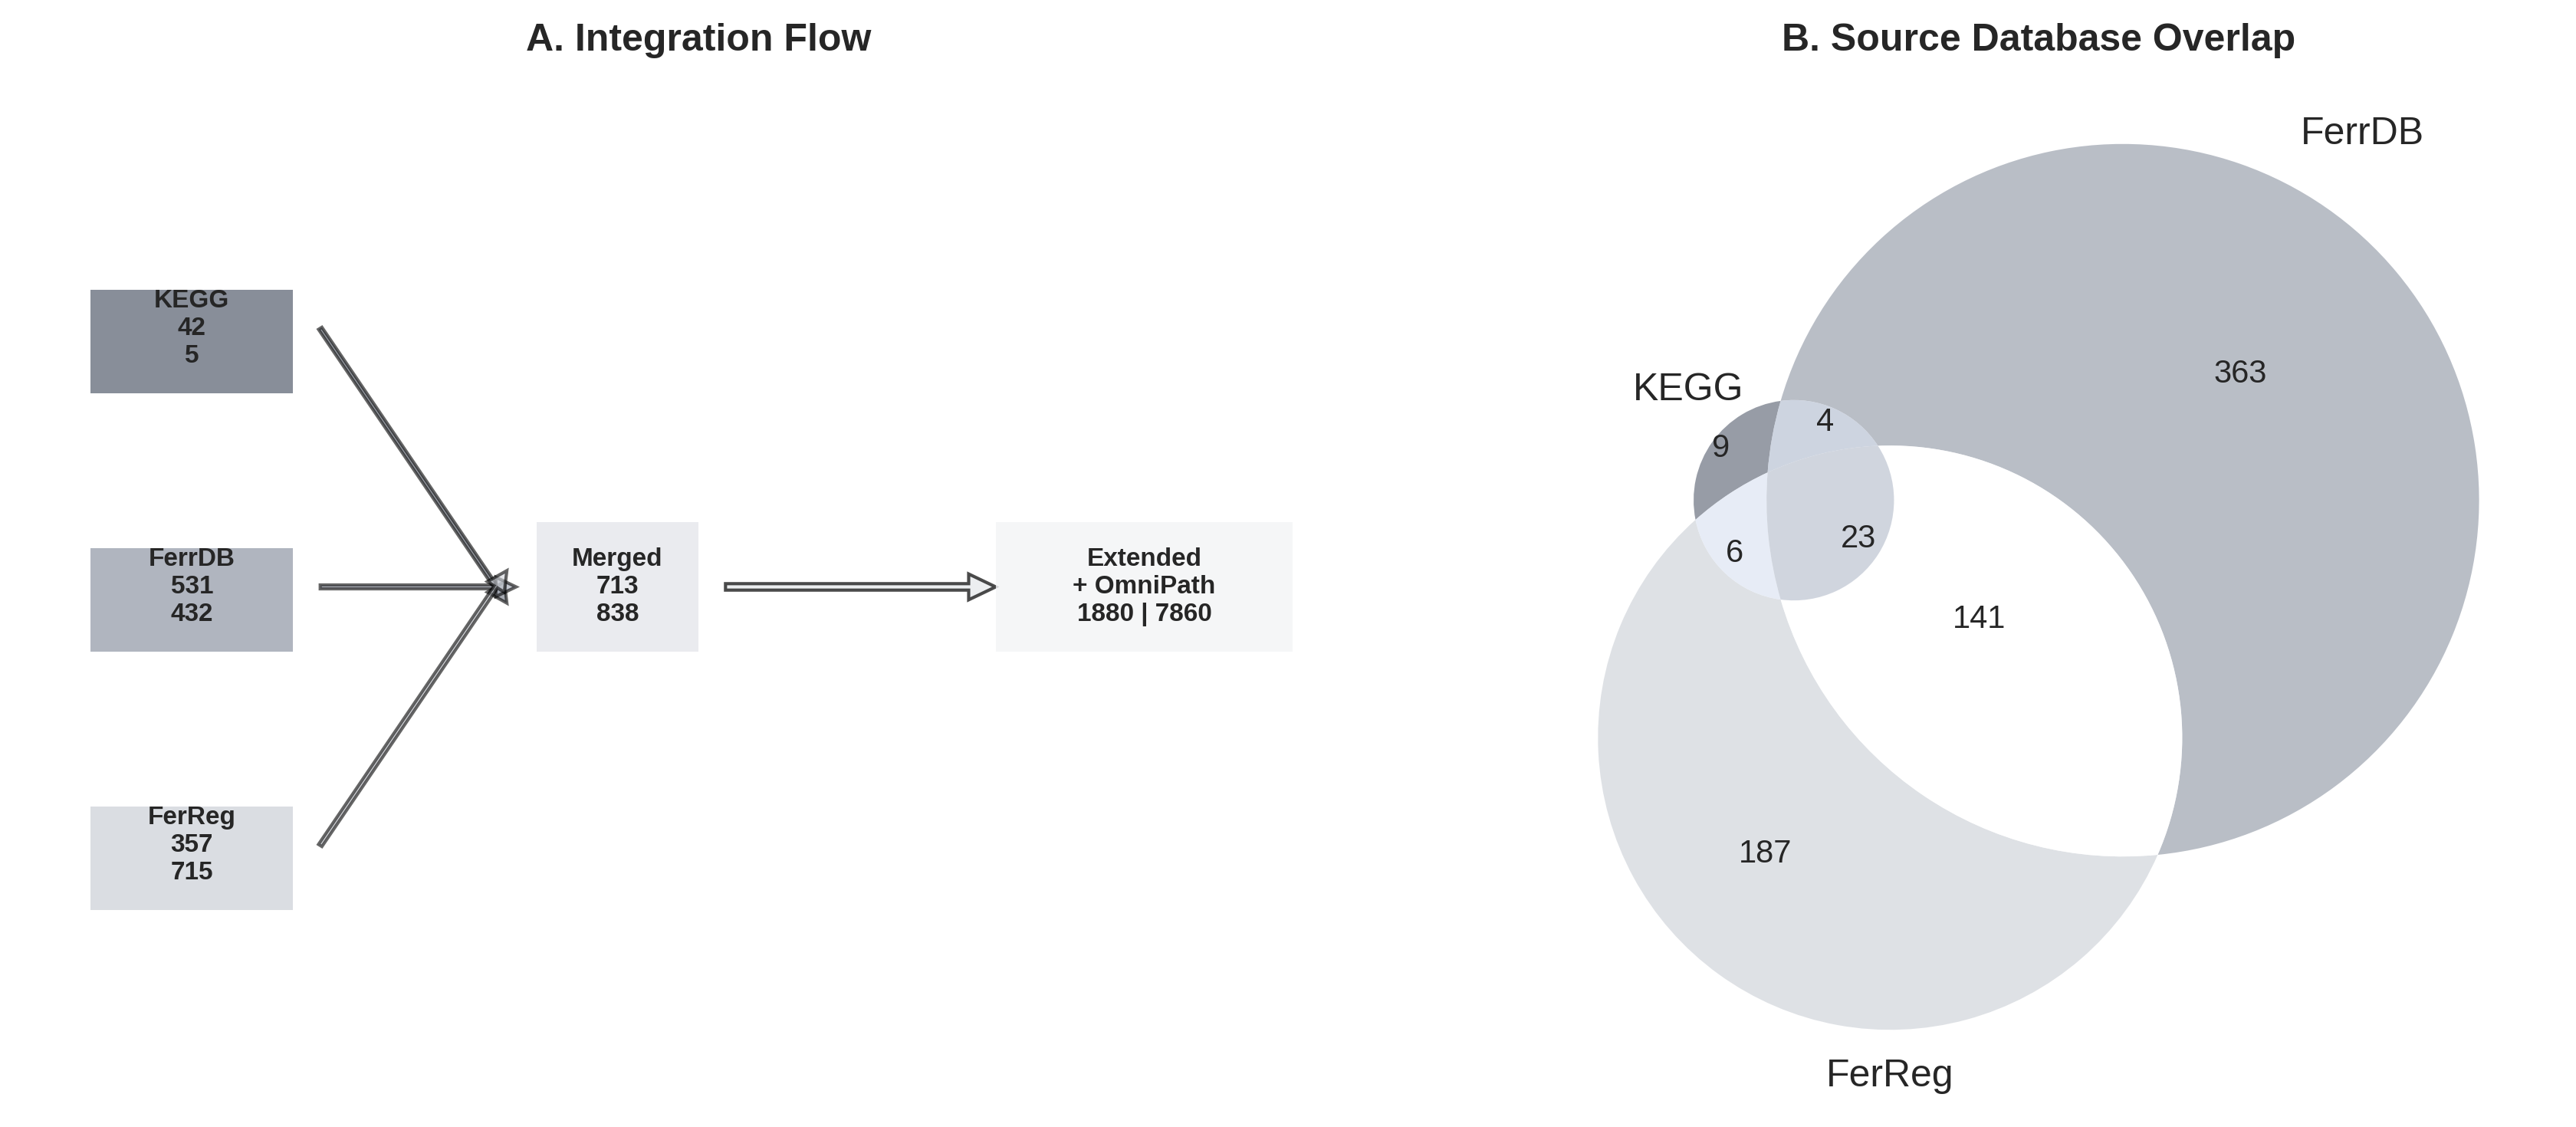 A. Integration Flow
KEGG
42
5
FerrDB
531
432
FerReg
357
715
Merged
713
838
Extended
+ OmniPath
1880 | 7860
B. Source Database Overlap
FerrDB
363
KEGG
4
9
23
6
141
187
FerReg